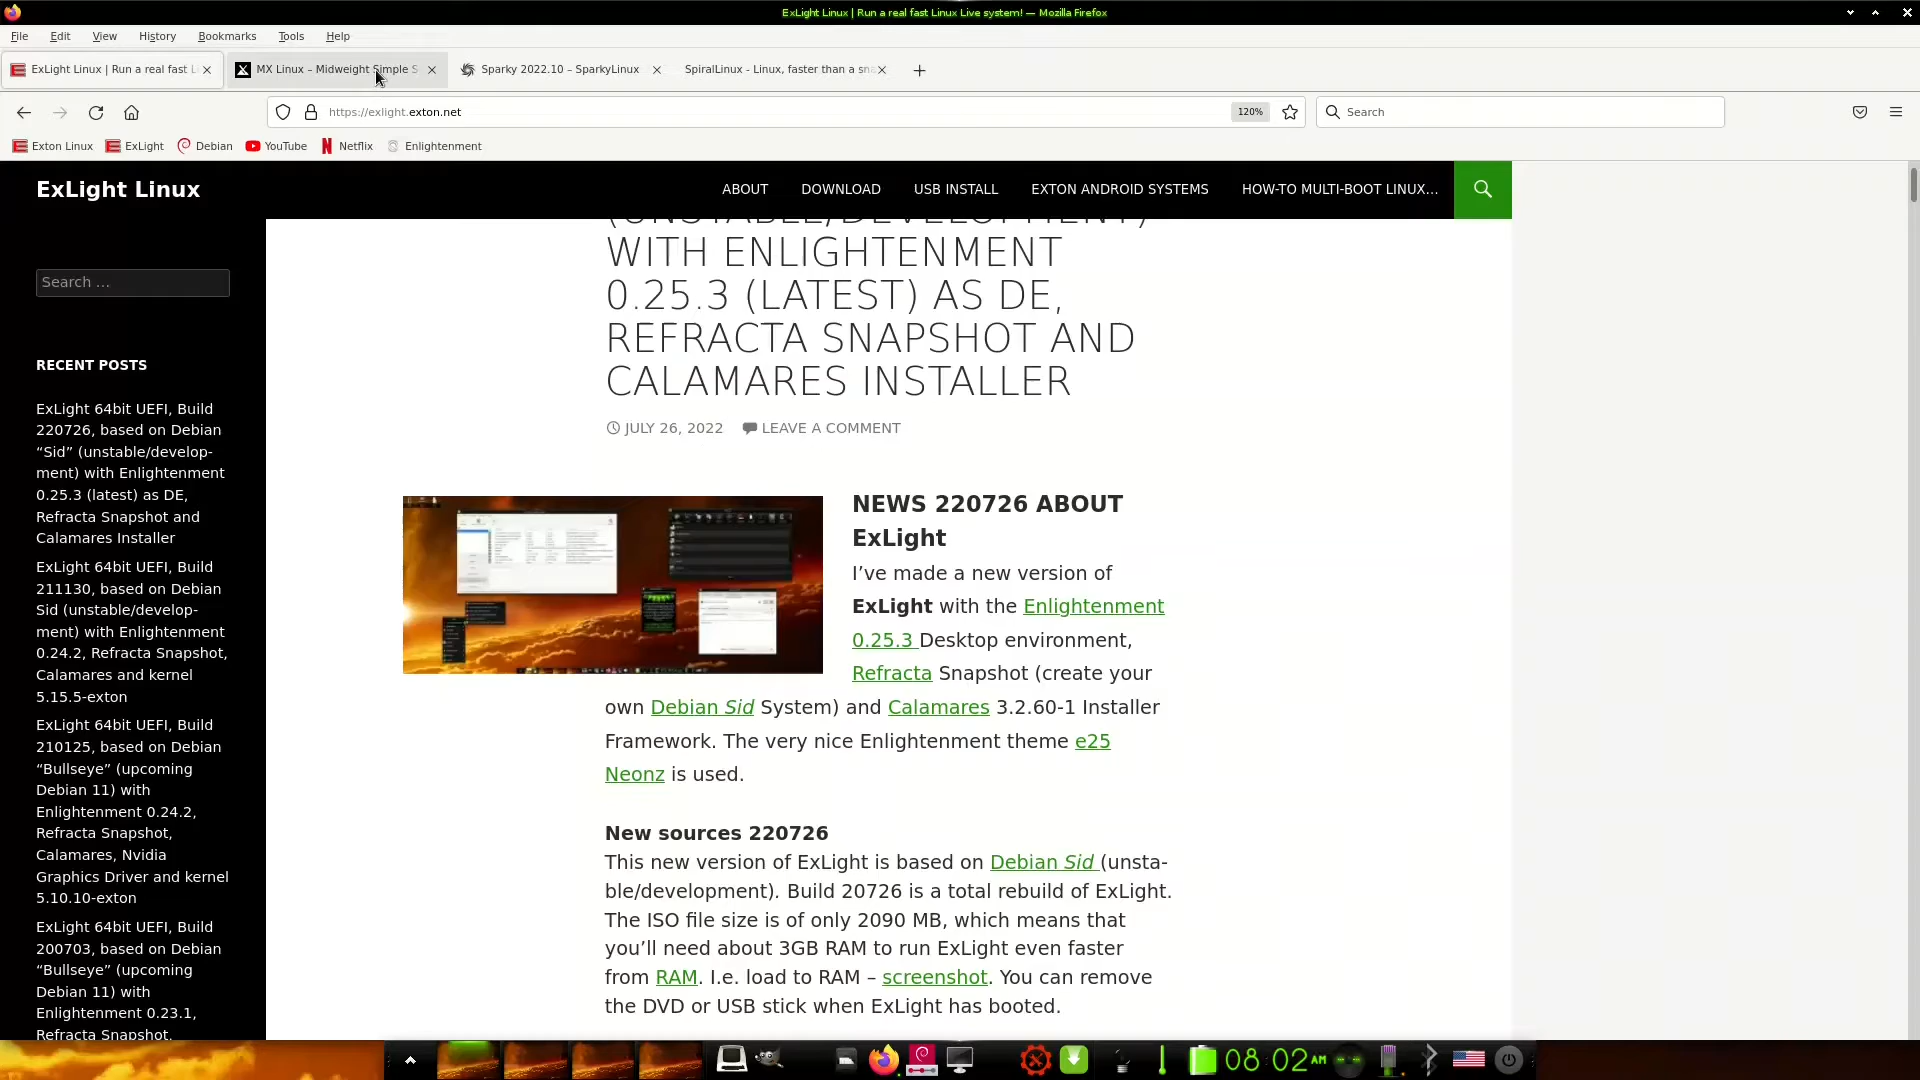 ExLight Linux | Run a real fast Linux Live system! — Mozilla Firefox
File Edit View History Bookmarks Tools Help
ExLight Linux | Run a real fast Li
MX Linux – Midweight Simple S
Sparky 2022.10 – SparkyLinux
SpiralLinux - Linux, faster than a sna
https://exlight.exton.net
120%
Search
Exton Linux
ExLight
Debian
YouTube
Netflix
Enlightenment
ExLight Linux
ABOUT
DOWNLOAD
USB INSTALL
EXTON ANDROID SYSTEMS
HOW-TO MULTI-BOOT LINUX…
Search …
RECENT POSTS
ExLight 64bit UEFI, Build
220726, based on Debian
“Sid” (unstable/develop-
ment) with Enlightenment
0.25.3 (latest) as DE,
Refracta Snapshot and
Calamares Installer
ExLight 64bit UEFI, Build
211130, based on Debian
Sid (unstable/develop-
ment) with Enlightenment
0.24.2, Refracta Snapshot,
Calamares and kernel
5.15.5-exton
ExLight 64bit UEFI, Build
210125, based on Debian
“Bullseye” (upcoming
Debian 11) with
Enlightenment 0.24.2,
Refracta Snapshot,
Calamares, Nvidia
Graphics Driver and kernel
5.10.10-exton
ExLight 64bit UEFI, Build
200703, based on Debian
“Bullseye” (upcoming
Debian 11) with
Enlightenment 0.23.1,
Refracta Snapshot,
(UNSTABLE/DEVELOPMENT)
WITH ENLIGHTENMENT
0.25.3 (LATEST) AS DE,
REFRACTA SNAPSHOT AND
CALAMARES INSTALLER
JULY 26, 2022
LEAVE A COMMENT
NEWS 220726 ABOUT
ExLight
I’ve made a new version of
ExLight with the Enlightenment
0.25.3 Desktop environment,
Refracta Snapshot (create your
own Debian Sid System) and Calamares 3.2.60-1 Installer
Framework. The very nice Enlightenment theme e25
Neonz is used.
New sources 220726
This new version of ExLight is based on Debian Sid (unsta-
ble/development). Build 20726 is a total rebuild of ExLight.
The ISO file size is of only 2090 MB, which means that
you’ll need about 3GB RAM to run ExLight even faster
from RAM. I.e. load to RAM – screenshot. You can remove
the DVD or USB stick when ExLight has booted.
08:02AM